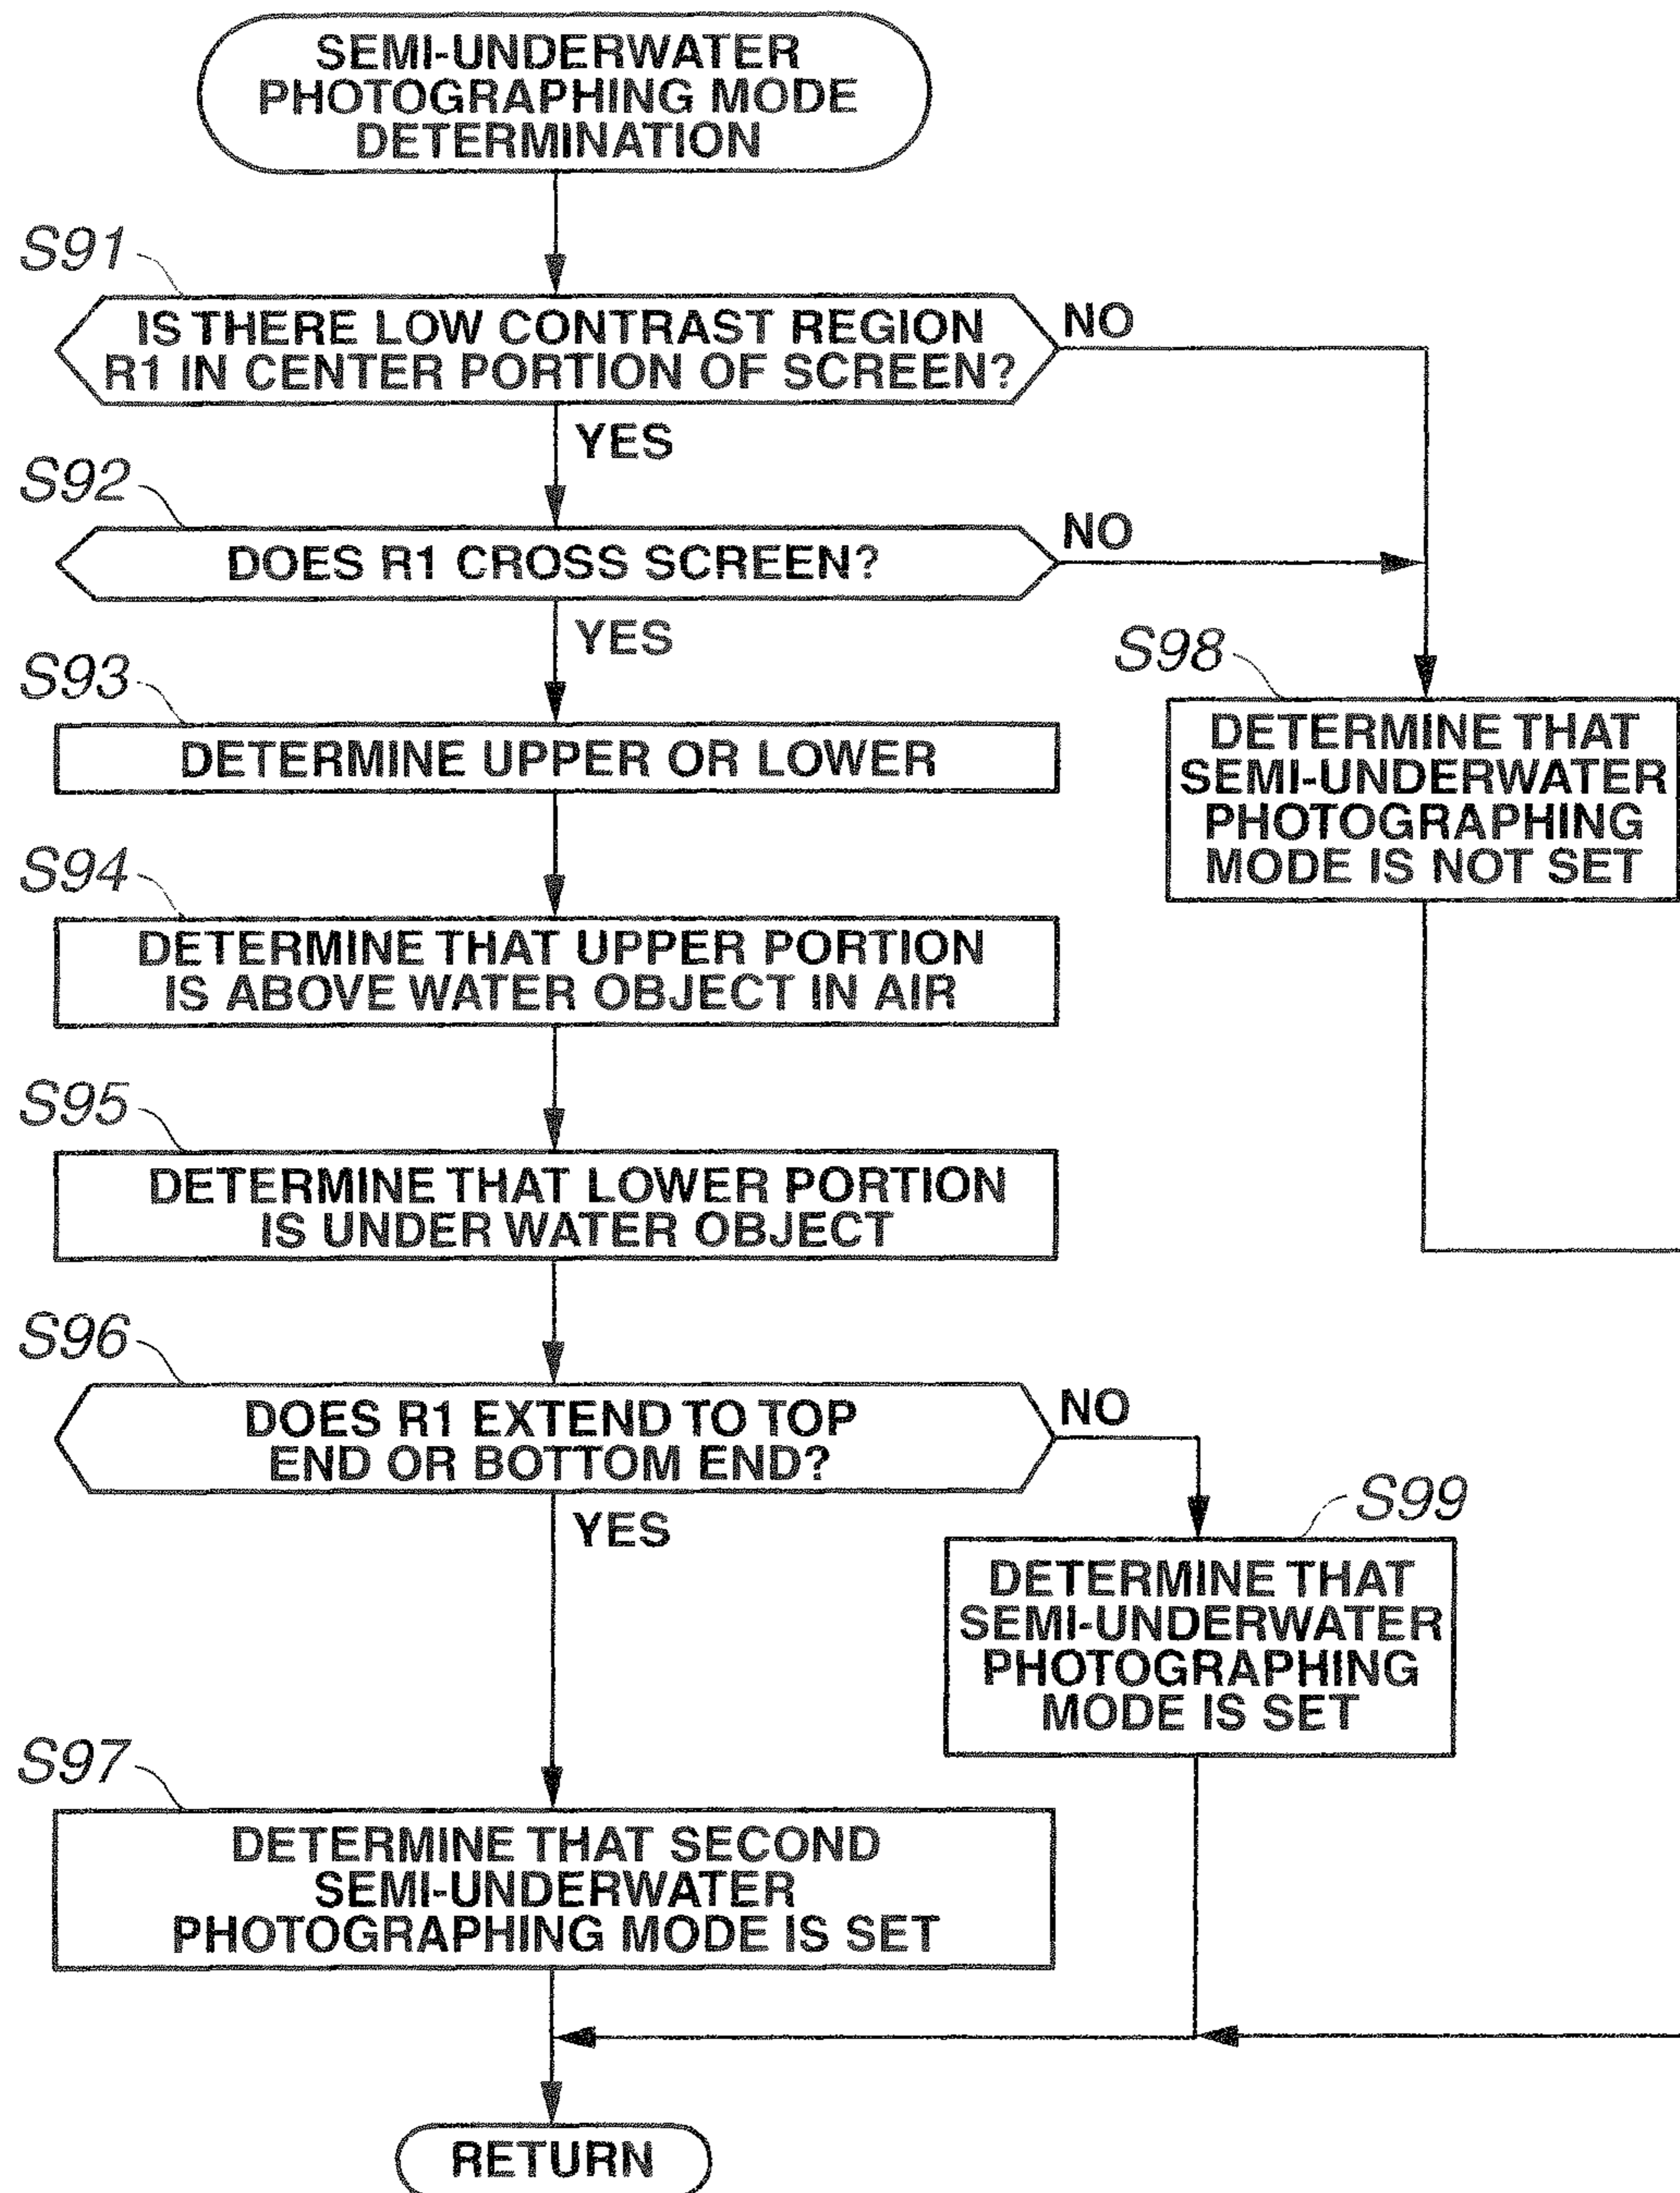 SEMI-UNDERWATER
PHOTOGRAPHING MODE
DETERMINATION
S91
IS THERE LOW CONTRAST REGION
R1 IN CENTER PORTION OF SCREEN?
NO
YES
S92
DOES R1 CROSS SCREEN?
NO
YES
S93
DETERMINE UPPER OR LOWER
S98
DETERMINE THAT
SEMI-UNDERWATER
PHOTOGRAPHING
MODE IS NOT SET
S94
DETERMINE THAT UPPER PORTION
IS ABOVE WATER OBJECT IN AIR
S95
DETERMINE THAT LOWER PORTION
IS UNDER WATER OBJECT
S96
DOES R1 EXTEND TO TOP
END OR BOTTOM END?
NO
YES
S99
DETERMINE THAT
SEMI-UNDERWATER
PHOTOGRAPHING
MODE IS SET
S97
DETERMINE THAT SECOND
SEMI-UNDERWATER
PHOTOGRAPHING MODE IS SET
RETURN